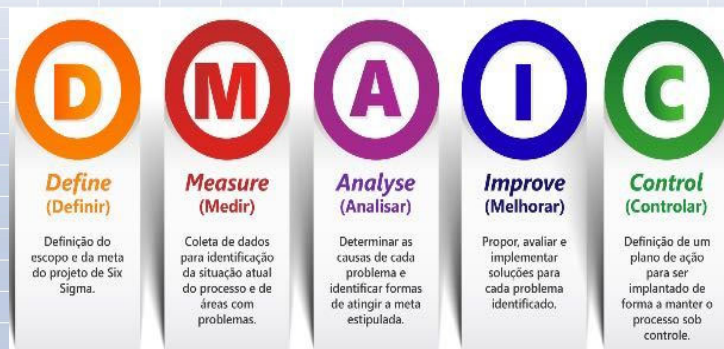 D
Define
(Definir)
Definição do
escopo e da meta
do projeto de Six
Sigma.
M
Measure
(Medir)
Coleta de dados
para identificação
da situação atual
do processo e de
áreas com
problemas.
A
Analyse
(Analisar)
Determinar as
causas de cada
problema e
identificar formas
de atingir a meta
estipulada.
I
Improve
(Melhorar)
Propor, avaliar e
implementar
soluções para
cada problema
identificado.
C
Control
(Controlar)
Definição de um
plano de ação
para ser
implantado de
forma a manter o
processo sob
controle.